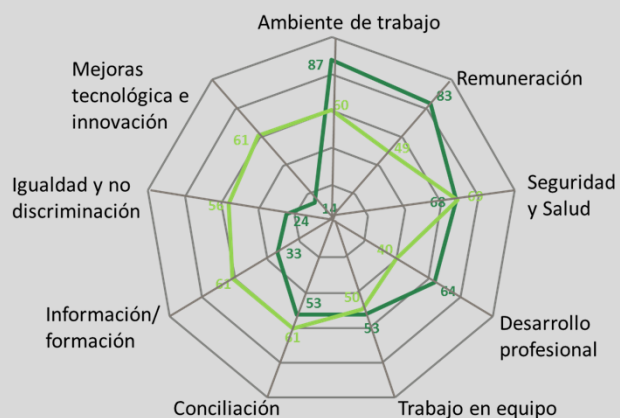 Ambiente de trabajo
87
Mejoras
tecnológica e
innovación
Remuneración
83
60
61
49
Igualdad y no
discriminación
58
24
14
68
69
Seguridad
y Salud
33
40
61
64
Información/
formación
53
50
53
61
Desarrollo
profesional
Conciliación
Trabajo en equipo